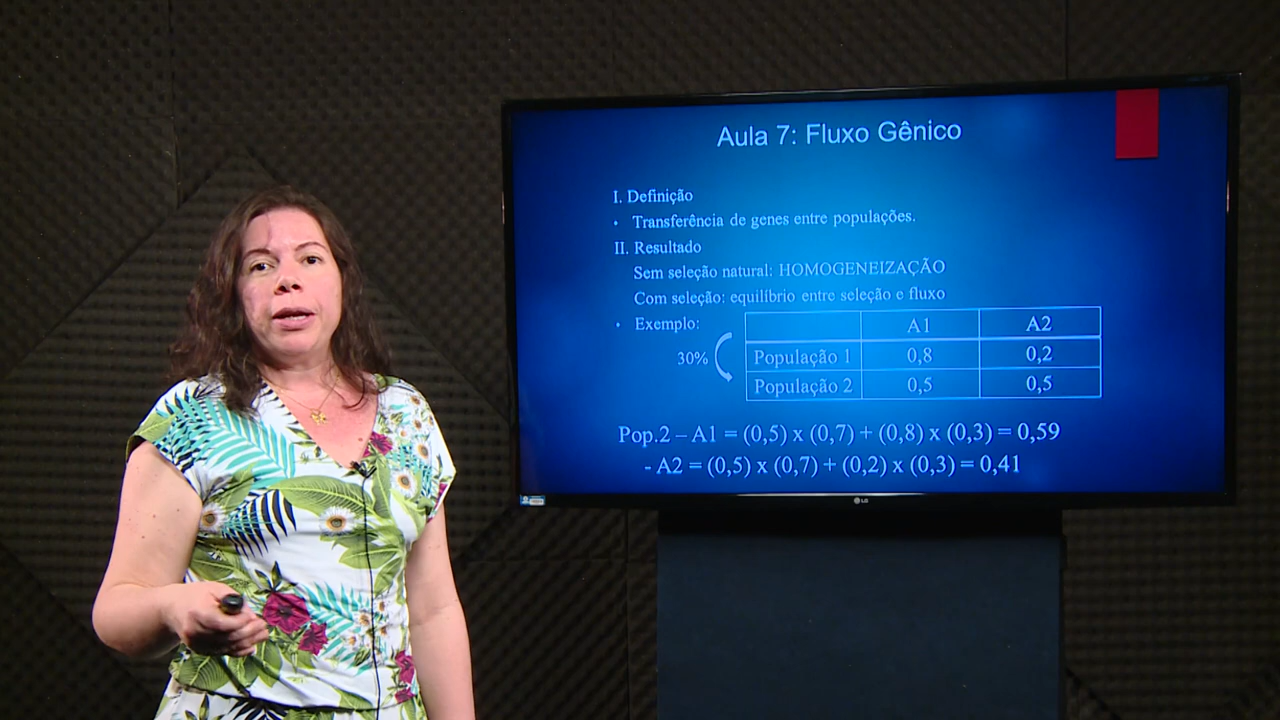 Aula 7: Fluxo Gênico
I. Definição
• Transferência de genes entre populações.
II. Resultado
Sem seleção natural: HOMOGENEIZAÇÃO
Com seleção: equilíbrio entre seleção e fluxo
• Exemplo:
A1 A2
30%
População 1 0,8 0,2
População 2 0,5 0,5
Pop.2 – A1 = (0,5) x (0,7) + (0,8) x (0,3) = 0,59
- A2 = (0,5) x (0,7) + (0,2) x (0,3) = 0,41
LG